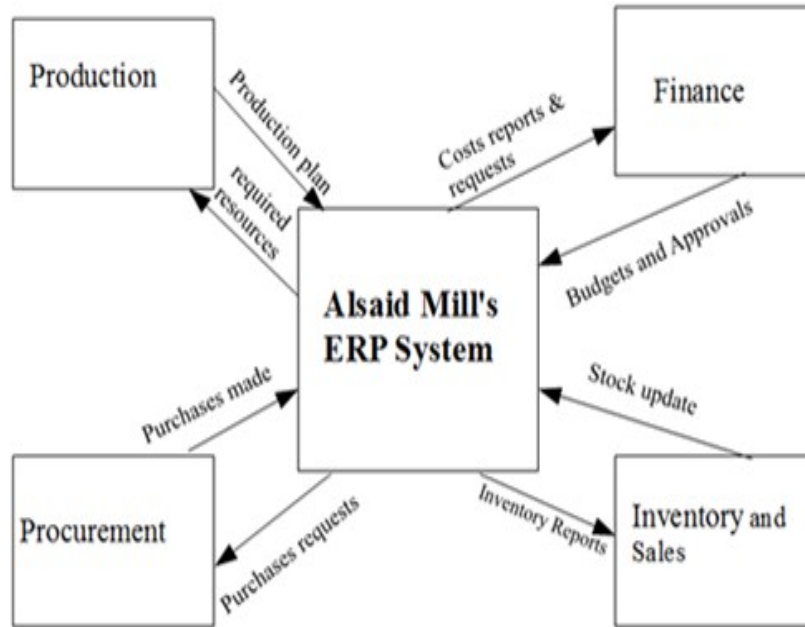 Production
Production plan
required
resources
Finance
Costs reports &
requests
Budgets and Approvals
Alsaid Mill's
ERP System
Purchases made
Stock update
Procurement
Purchases requests
Inventory Reports
Inventory and
Sales